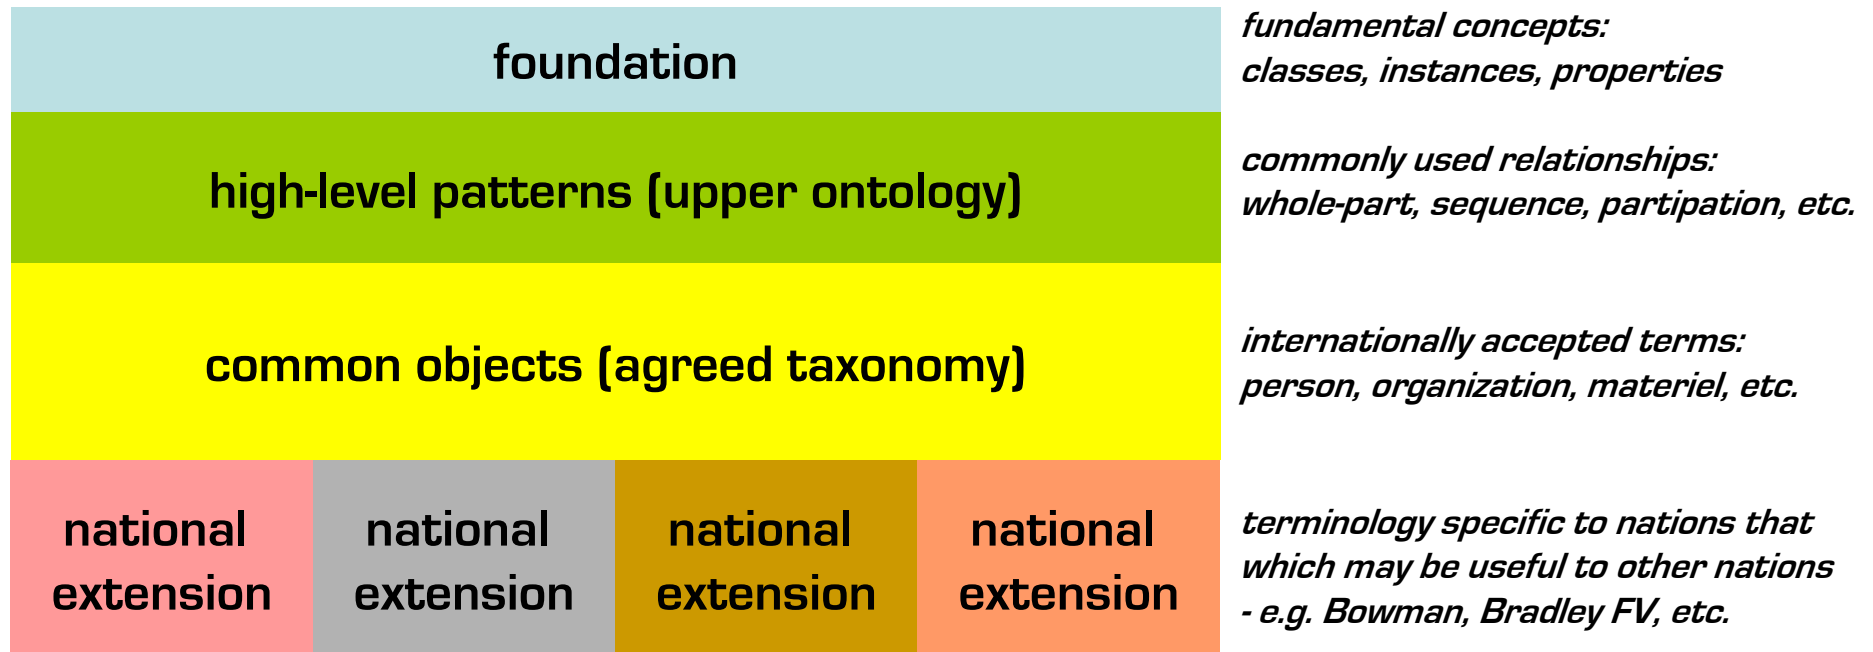 foundation
fundamental concepts:
classes, instances, properties
high-level patterns (upper ontology)
commonly used relationships:
whole-part, sequence, partipation, etc.
common objects (agreed taxonomy)
internationally accepted terms:
person, organization, materiel, etc.
national
extension
national
extension
national
extension
national
extension
terminology specific to nations that
which may be useful to other nations
- e.g. Bowman, Bradley FV, etc.